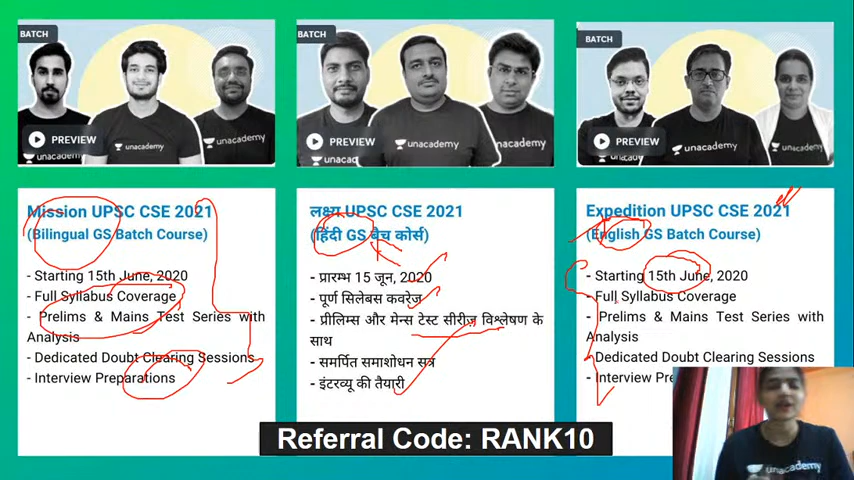 BATCH
PREVIEW
unacademy
unacademy
unacademy
BATCH
PREVIEW
unacad
unacademy
unacademy
BATCH
PREVIEW
unacademy
unacademy
Mission UPSC CSE 2021
(Bilingual GS Batch Course)
- Starting 15th June, 2020
- Full Syllabus Coverage
- Prelims & Mains Test Series with
Analysis
- Dedicated Doubt Clearing Sessions
- Interview Preparations
लक्ष्य UPSC CSE 2021
(हिंदी GS बैच कोर्स)
- प्रारम्भ 15 जून, 2020
- पूर्ण सिलेबस कवरेज
- प्रीलिम्स और मेन्स टेस्ट सीरीज़ विश्लेषण के
साथ
- समर्पित समाशोधन सत्र
- इंटरव्यू की तैयारी
Expedition UPSC CSE 2021
(English GS Batch Course)
- Starting 15th June, 2020
- Full Syllabus Coverage
- Prelims & Mains Test Series with
Analysis
- Dedicated Doubt Clearing Sessions
- Interview Pre
Referral Code: RANK10
unacademy